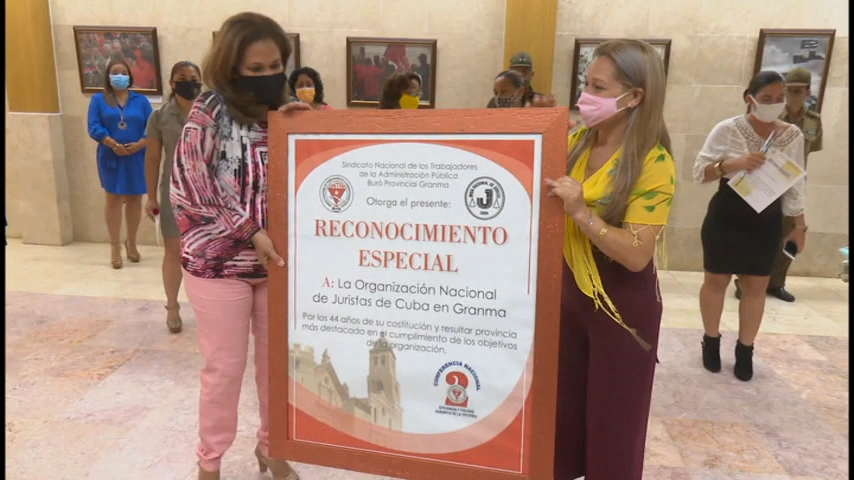 Sindicato Nacional de los Trabajadores
de la Administración Pública
Buró Provincial Granma
Otorga el presente:
RECONOCIMIENTO
ESPECIAL
A: La Organización Nacional
de Juristas de Cuba en Granma
Por los 44 años de su costitución y resultar provincia
más destacada en el cumplimiento de los objetivos
de la organización.
CONFERENCIA NACIONAL
CUBA
J